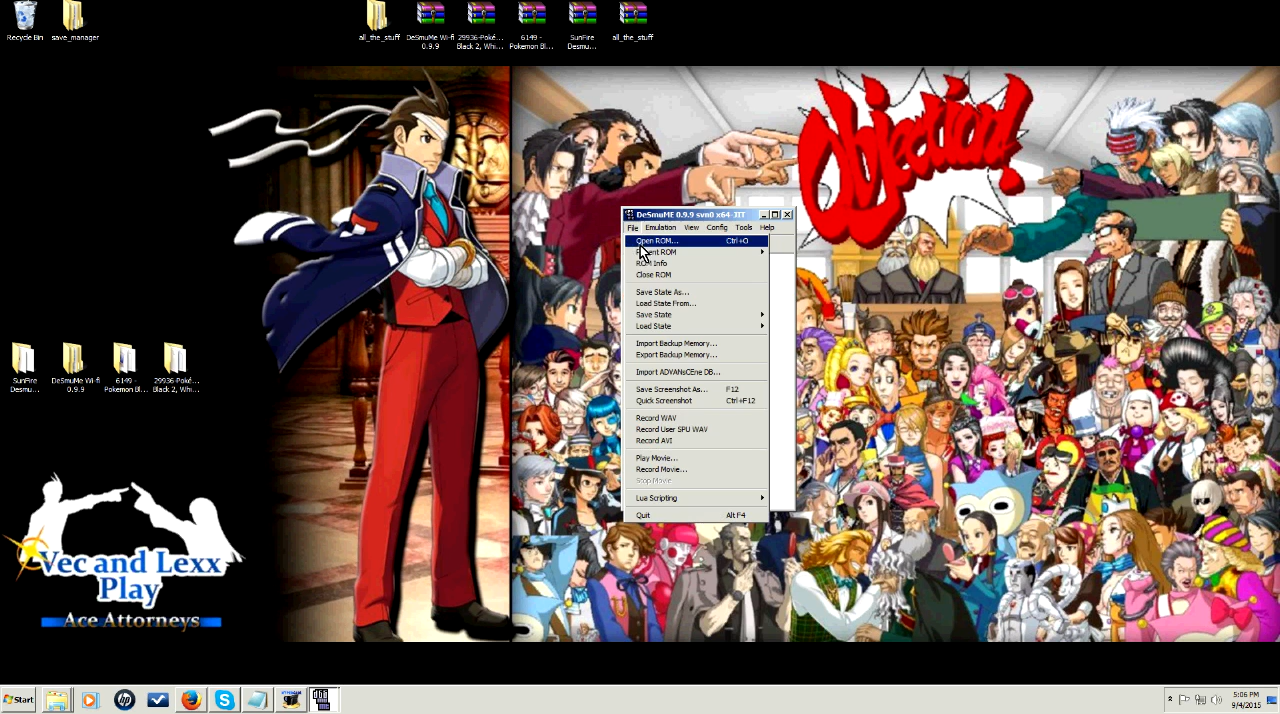 Recycle Bin
save_manager
all_the_stuff
DeSmuMe Wi-fi
0.9.9
29936-Poké...
Black 2, Whi...
6149 -
Pokemon Bl...
SunFire
Desmu...
all_the_stuff
Objection!
DeSmuME 0.9.9 svn0 x64-JIT
File Emulation View Config Tools Help
Open ROM... Ctrl+O
ROM
ROM Info
Close ROM
Save State As...
Load State From...
Save State
Load State
Import Backup Memory...
Export Backup Memory...
Import ADVANsCEne DB...
Save Screenshot As... F12
Quick Screenshot Ctrl+F12
Record WAV
Record User SPU WAV
Record AVI
Play Movie...
Record Movie...
Stop Movie
Lua Scripting
Quit Alt F4
SunFire
Desmu...
DeSmuMe Wi-fi
0.9.9
6149 -
Pokemon Bl...
29936-Poké...
Black 2, Whi...
Vec and Lexx
Play
Ace Attorneys
Start
hp
5:06 PM
9/4/2015